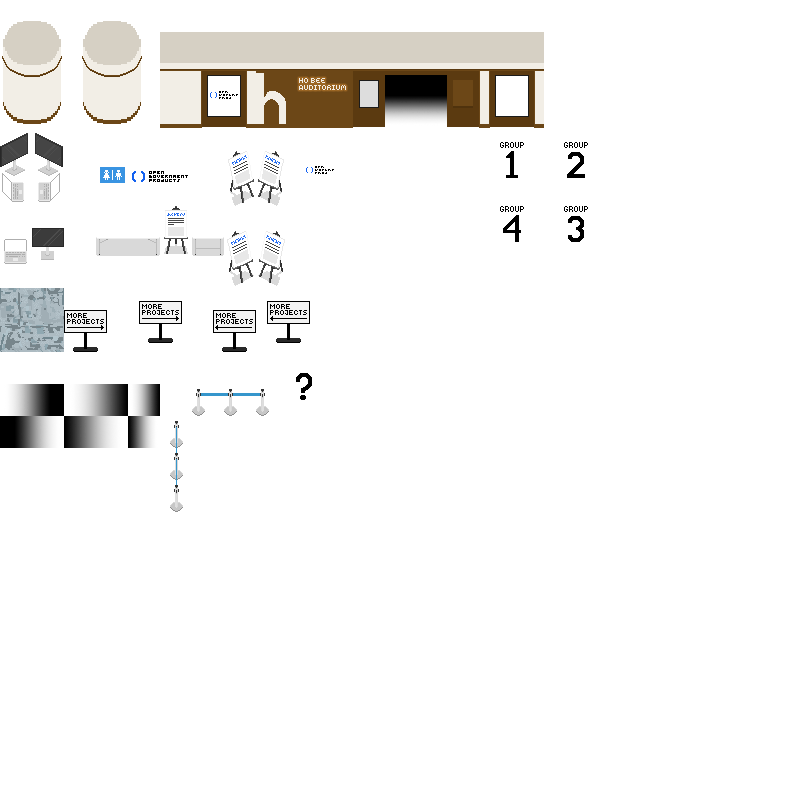 HO BEE
AUDITORIUM
h
GROUP
1
GROUP
2
OPEN
GOVERNMENT
PRODUCTS
GROUP
4
GROUP
3
MORE
PROJECTS
MORE
PROJECTS
MORE
PROJECTS
MORE
PROJECTS
?